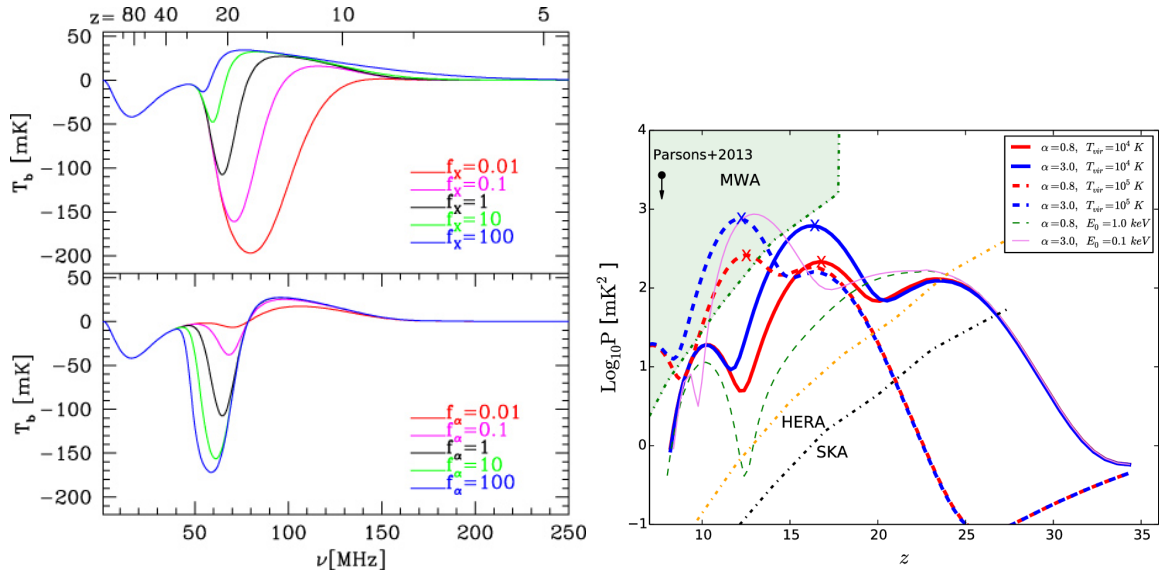 z= 80 40 20 10 5
50
0
−50
−100
−150
−200
T_b [mK]
f_X=0.01
f_X=0.1
f_X=1
f_X=10
f_X=100
50
0
−50
−100
−150
−200
T_b [mK]
f_α=0.01
f_α=0.1
f_α=1
f_α=10
f_α=100
50 100 150 200 250
ν[MHz]
4
3
2
1
0
−1
Log₁₀P [mK²]
Parsons+2013
MWA
HERA
SKA
α=0.8, T_vir=10⁴ K
α=3.0, T_vir=10⁴ K
α=0.8, T_vir=10⁵ K
α=3.0, T_vir=10⁵ K
α=0.8, E₀=1.0 keV
α=3.0, E₀=0.1 keV
10 15 20 25 30 35
z